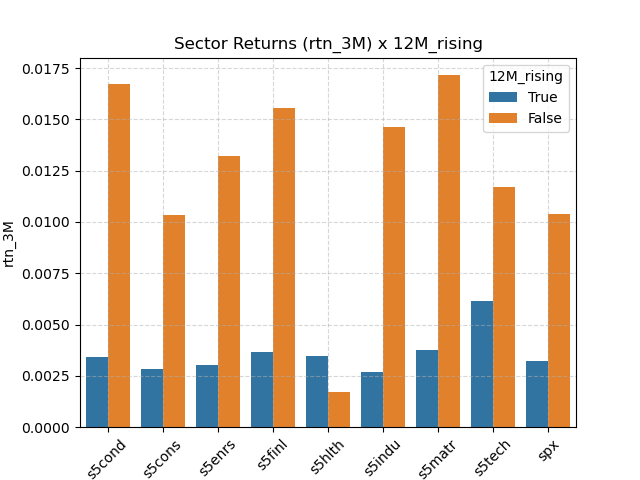 Sector Returns (rtn_3M) x 12M_rising
rtn_3M
0.0175
0.0150
0.0125
0.0100
0.0075
0.0050
0.0025
0.0000
12M_rising
True
False
s5cond
s5cons
s5enrs
s5finl
s5hlth
s5indu
s5matr
s5tech
spx